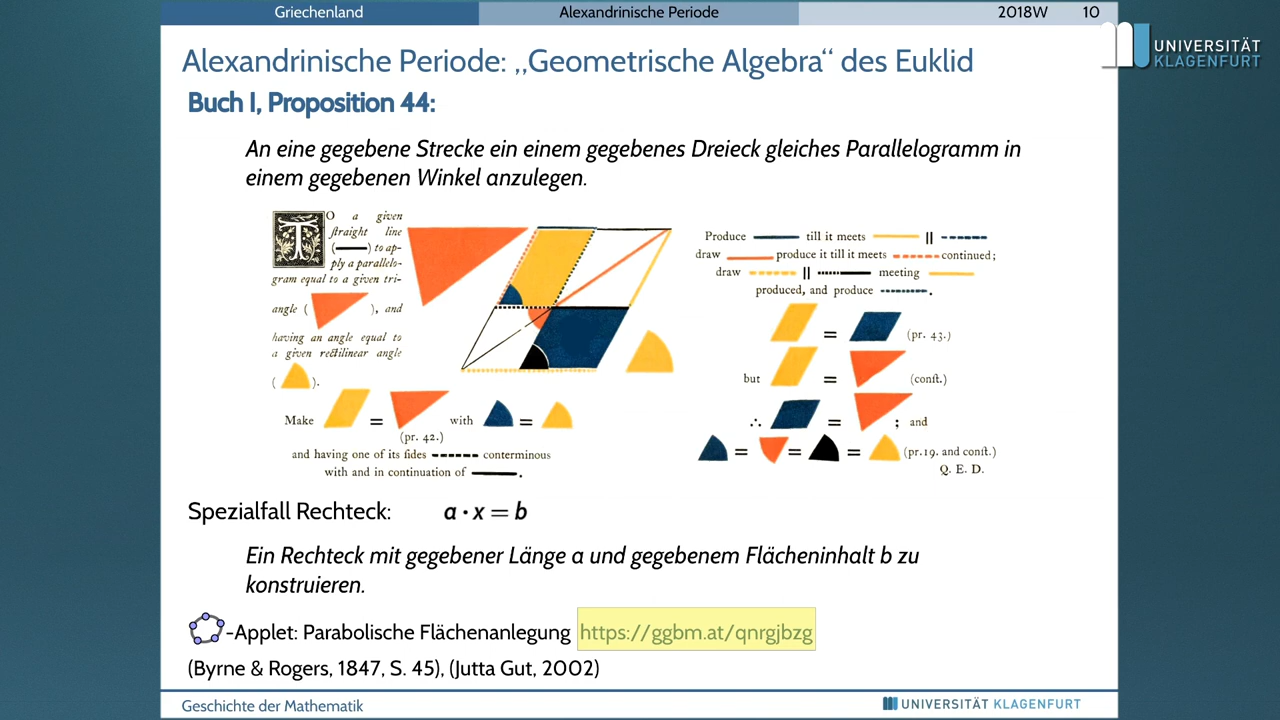 Griechenland Alexandrinische Periode 2018W 10
UNIVERSITÄT
KLAGENFURT
Alexandrinische Periode: „Geometrische Algebra“ des Euklid
Buch I, Proposition 44:
An eine gegebene Strecke ein einem gegebenes Dreieck gleiches Parallelogramm in
einem gegebenen Winkel anzulegen.
TO a given
ſtraight line
( ) to ap-
ply a parallelo-
gram equal to a given tri-
angle ( ), and
having an angle equal to
a given rectilinear angle
( ).
Make = with =
(pr. 42.)
and having one of its ſides conterminous
with and in continuation of .
Produce till it meets ||
draw produce it till it meets continued;
draw || meeting
produced, and produce .
= (pr. 43.)
but = (conſt.)
∴ = ; and
= = = (pr.19. and conſt.)
Q. E. D.
Spezialfall Rechteck: a · x = b
Ein Rechteck mit gegebener Länge a und gegebenem Flächeninhalt b zu
konstruieren.
-Applet: Parabolische Flächenanlegung https://ggbm.at/qnrgjbzg
(Byrne & Rogers, 1847, S. 45), (Jutta Gut, 2002)
Geschichte der Mathematik UNIVERSITÄT KLAGENFURT